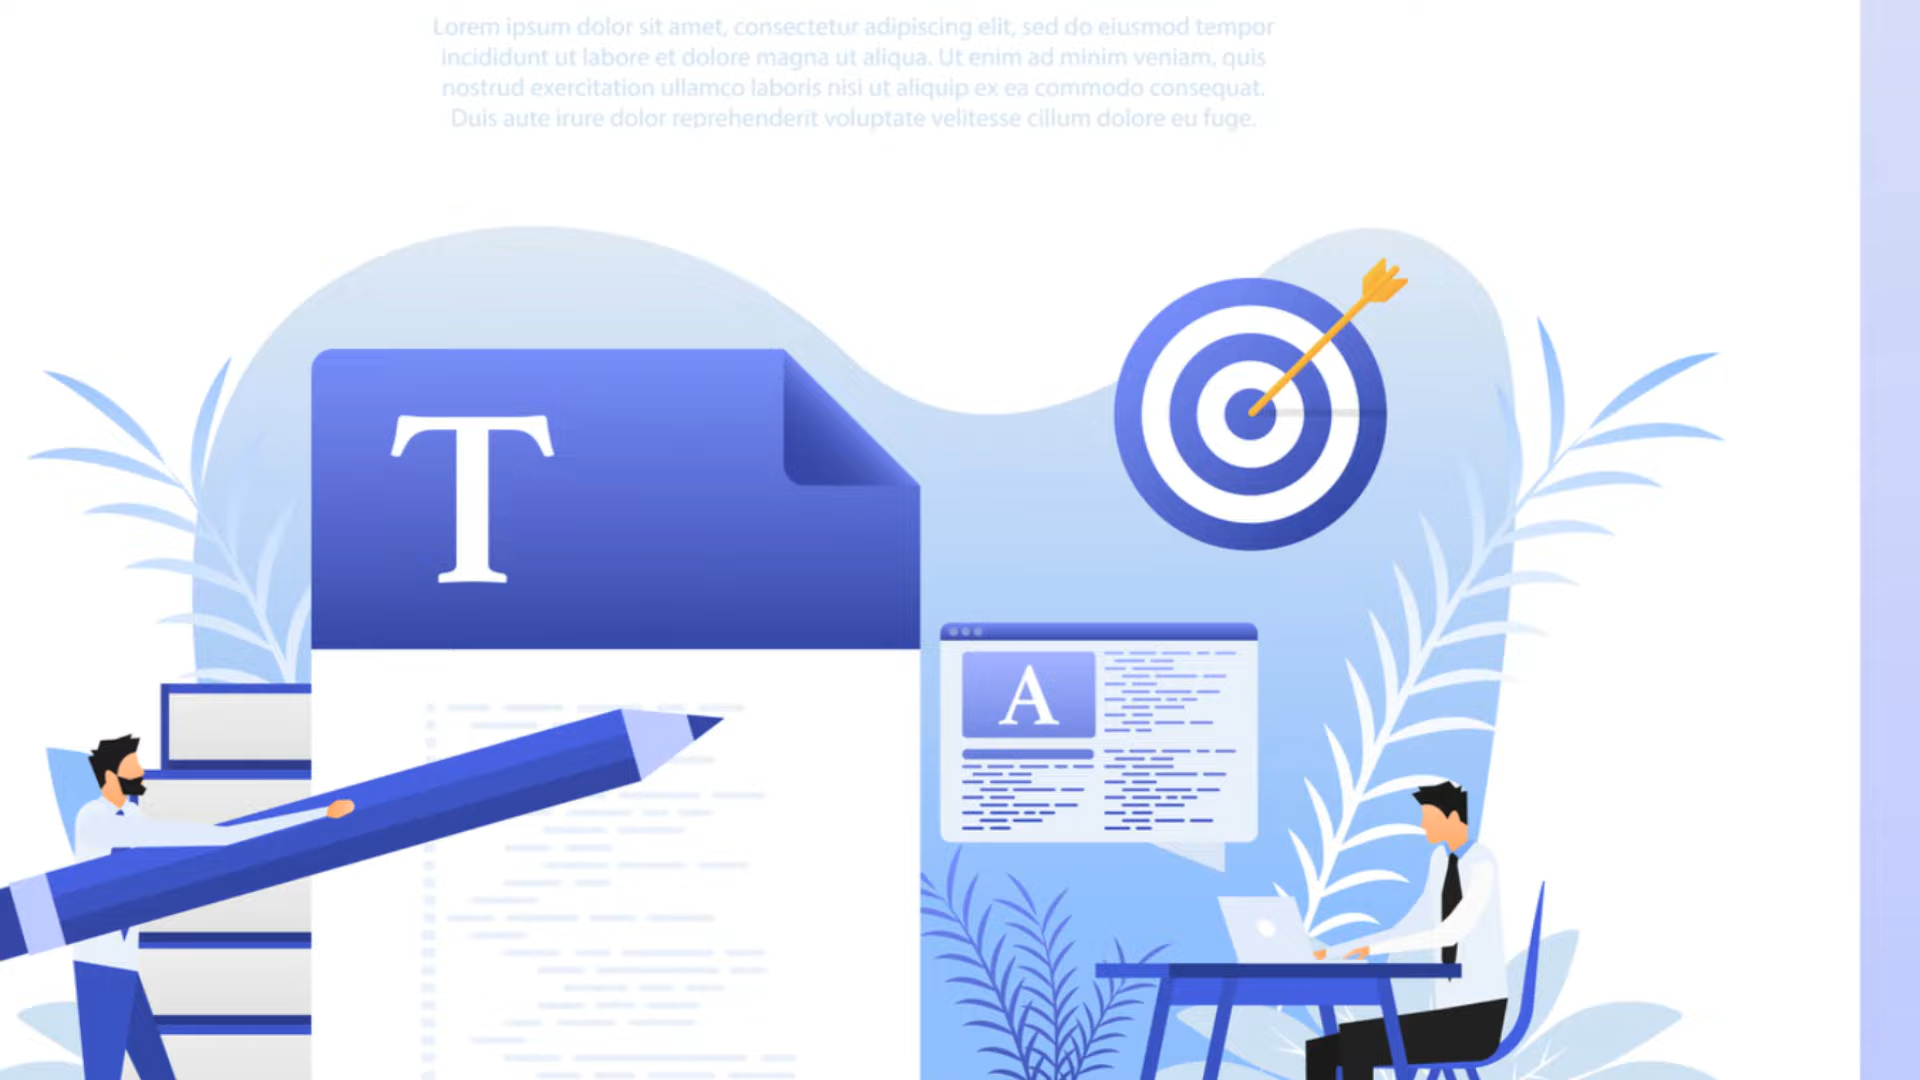 Lorem ipsum dolor sit amet, consectetur adipiscing elit, sed do eiusmod tempor
incididunt ut labore et dolore magna ut aliqua. Ut enim ad minim veniam, quis
nostrud exercitation ullamco laboris nisi ut aliquip ex ea commodo consequat.
Duis aute irure dolor reprehenderit voluptate velitesse cillum dolore eu fuge.
T
A